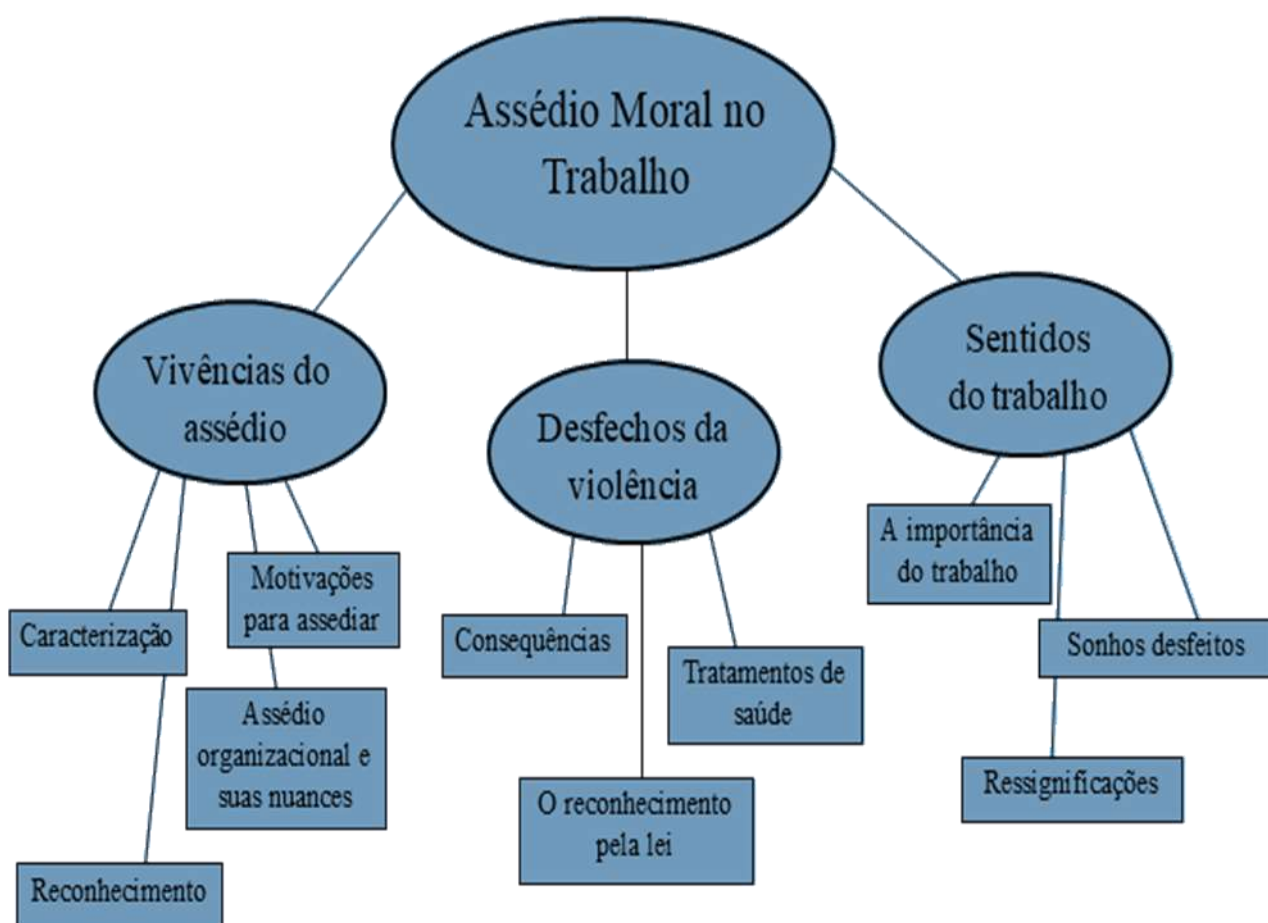 Assédio Moral no
Trabalho
Vivências do
assédio
Desfechos da
violência
Sentidos
do trabalho
Caracterização
Reconhecimento
Assédio
organizacional e
suas nuances
Motivações
para assediar
Consequências
O reconhecimento
pela lei
Tratamentos de
saúde
A importância
do trabalho
Ressignificações
Sonhos desfeitos